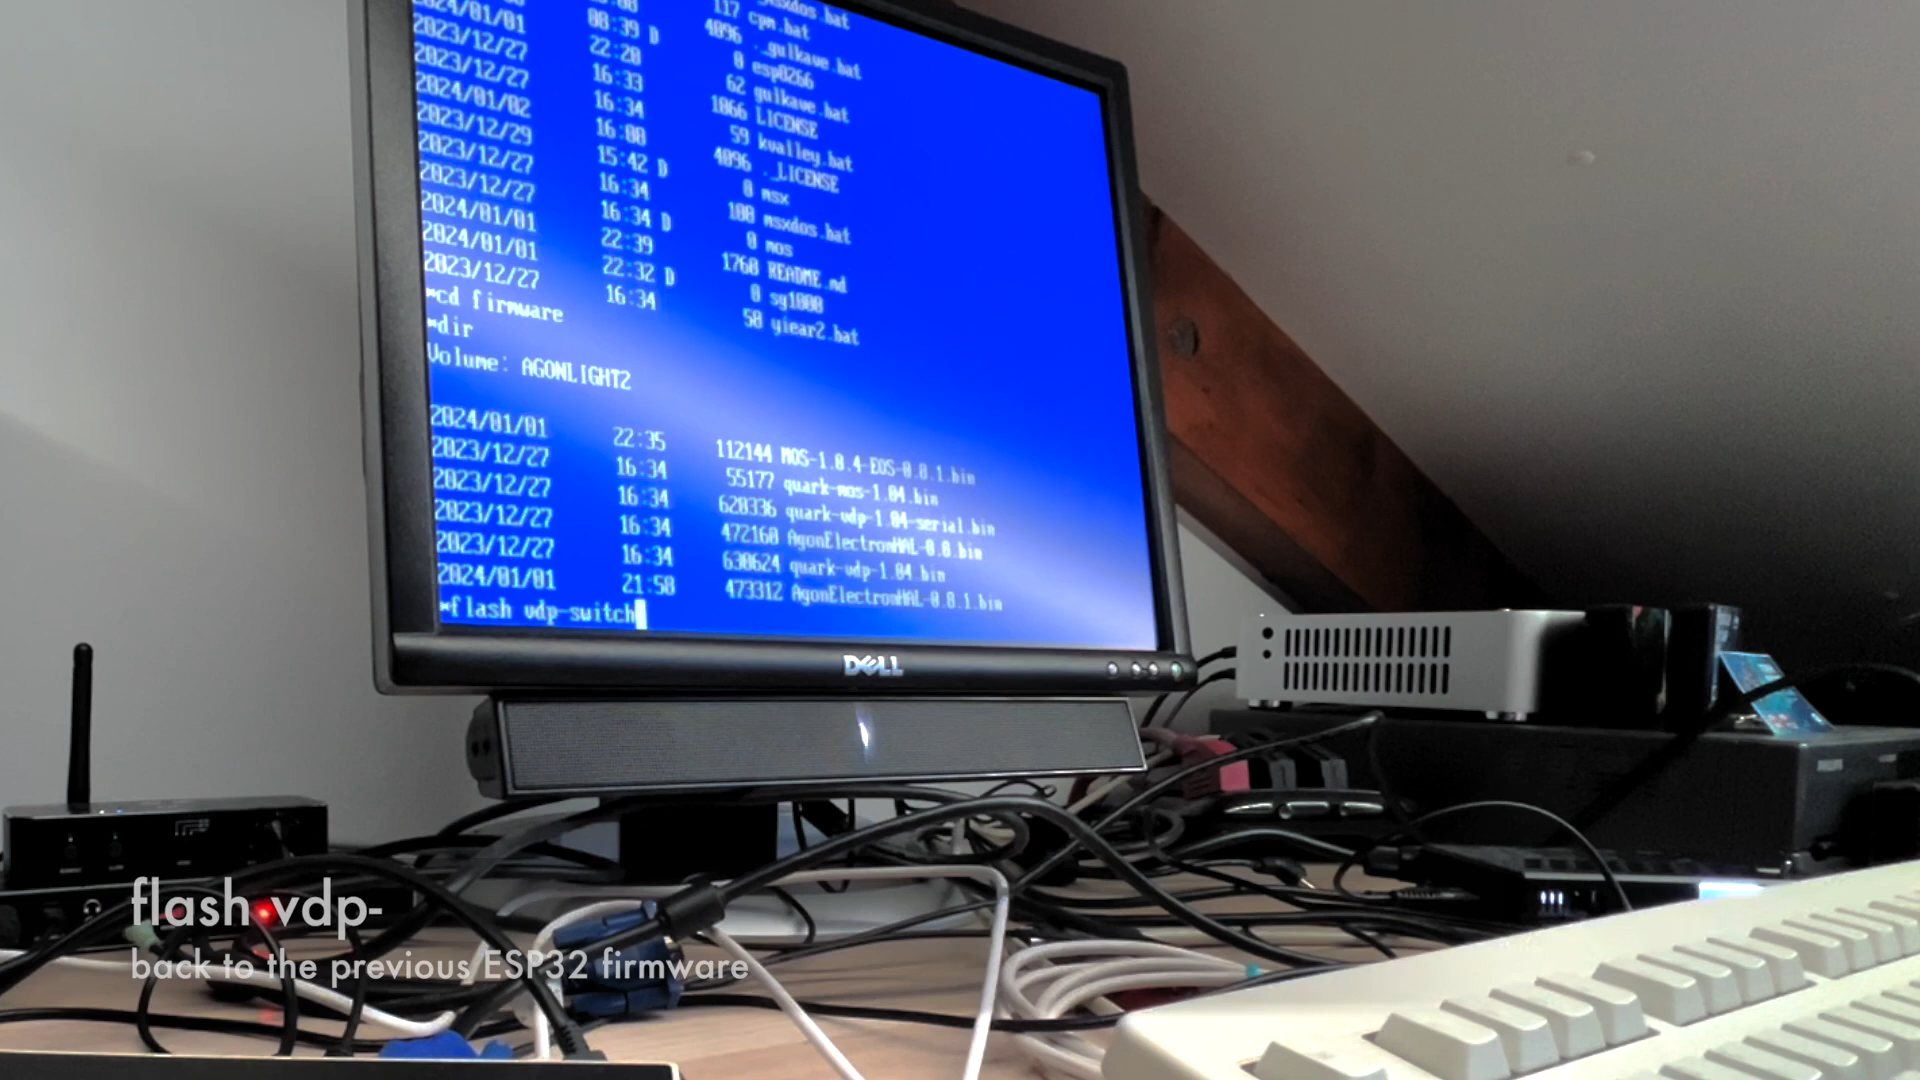 117 cpm.bat
2024/01/01 08:39 D 4096 ._gulkave.bat
2023/12/27 22:20 0 esp8266
2023/12/27 16:33 62 gulkave.bat
2024/01/02 16:34 1066 LICENSE
2023/12/29 16:00 59 kvalley.bat
2023/12/27 15:42 D 4096 ._LICENSE
2023/12/27 16:34 0 msx
2024/01/01 16:34 D 108 msxdos.bat
2024/01/01 22:39 0 mos
2023/12/27 22:32 D 1760 README.md
16:34 0 sg1000
50 yiear2.bat
*cd firmware
*dir
Volume: AGONLIGHT2
2024/01/01 22:35 112144 MOS-1.0.4-EOS-0.0.1.bin
2023/12/27 16:34 55177 quark-mos-1.04.bin
2023/12/27 16:34 620336 quark-vdp-1.04-serial.bin
2023/12/27 16:34 472160 AgonElectronHAL-0.0.bin
2023/12/27 16:34 630624 quark-vdp-1.04.bin
2024/01/01 21:58 473312 AgonElectronHAL-0.0.1.bin
*flash vdp-switch
DELL
flash vdp-
back to the previous ESP32 firmware